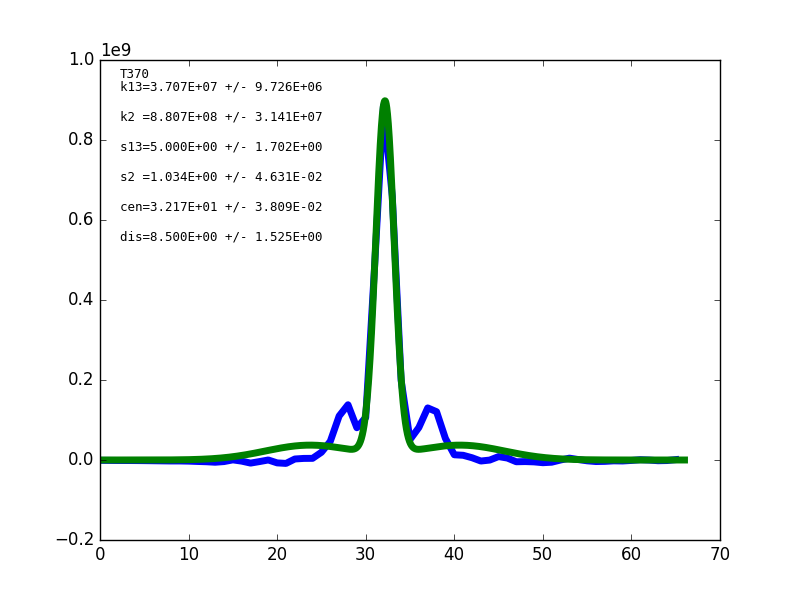 1e9
1.0
0.8
0.6
0.4
0.2
0.0
−0.2
T370
k13=3.707E+07 +/- 9.726E+06
k2 =8.807E+08 +/- 3.141E+07
s13=5.000E+00 +/- 1.702E+00
s2 =1.034E+00 +/- 4.631E-02
cen=3.217E+01 +/- 3.809E-02
dis=8.500E+00 +/- 1.525E+00
0 10 20 30 40 50 60 70